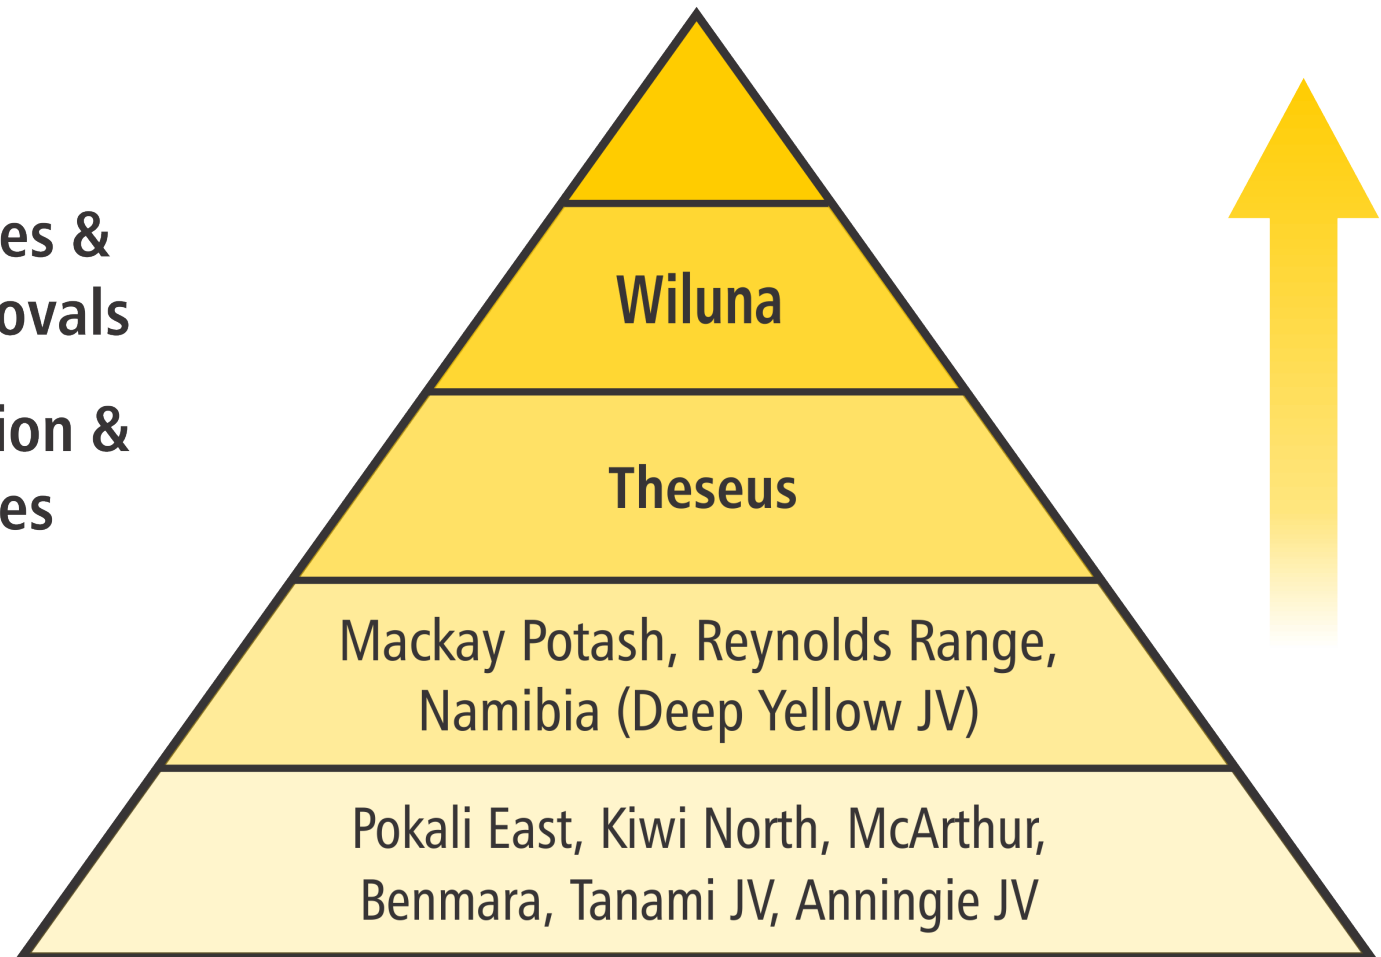 es &
ovals
ion &
es
Wiluna
Theseus
Mackay Potash, Reynolds Range,
Namibia (Deep Yellow JV)
Pokali East, Kiwi North, McArthur,
Benmara, Tanami JV, Anningie JV